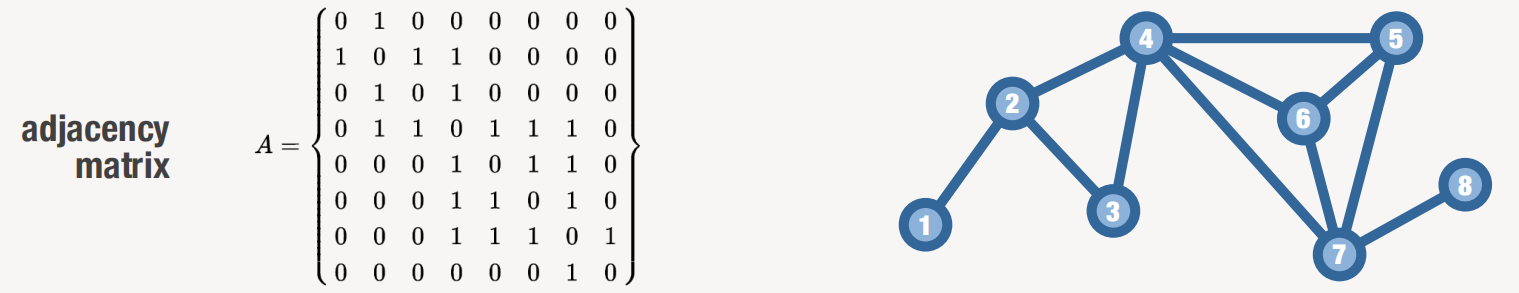 adjacency
matrix
A =
0 1 0 0 0 0 0 0
1 0 1 1 0 0 0 0
0 1 0 1 0 0 0 0
0 1 1 0 1 1 1 0
0 0 0 1 0 1 1 0
0 0 0 1 1 0 1 0
0 0 0 1 1 1 0 1
0 0 0 0 0 0 1 0
4
5
2
6
8
3
1
7